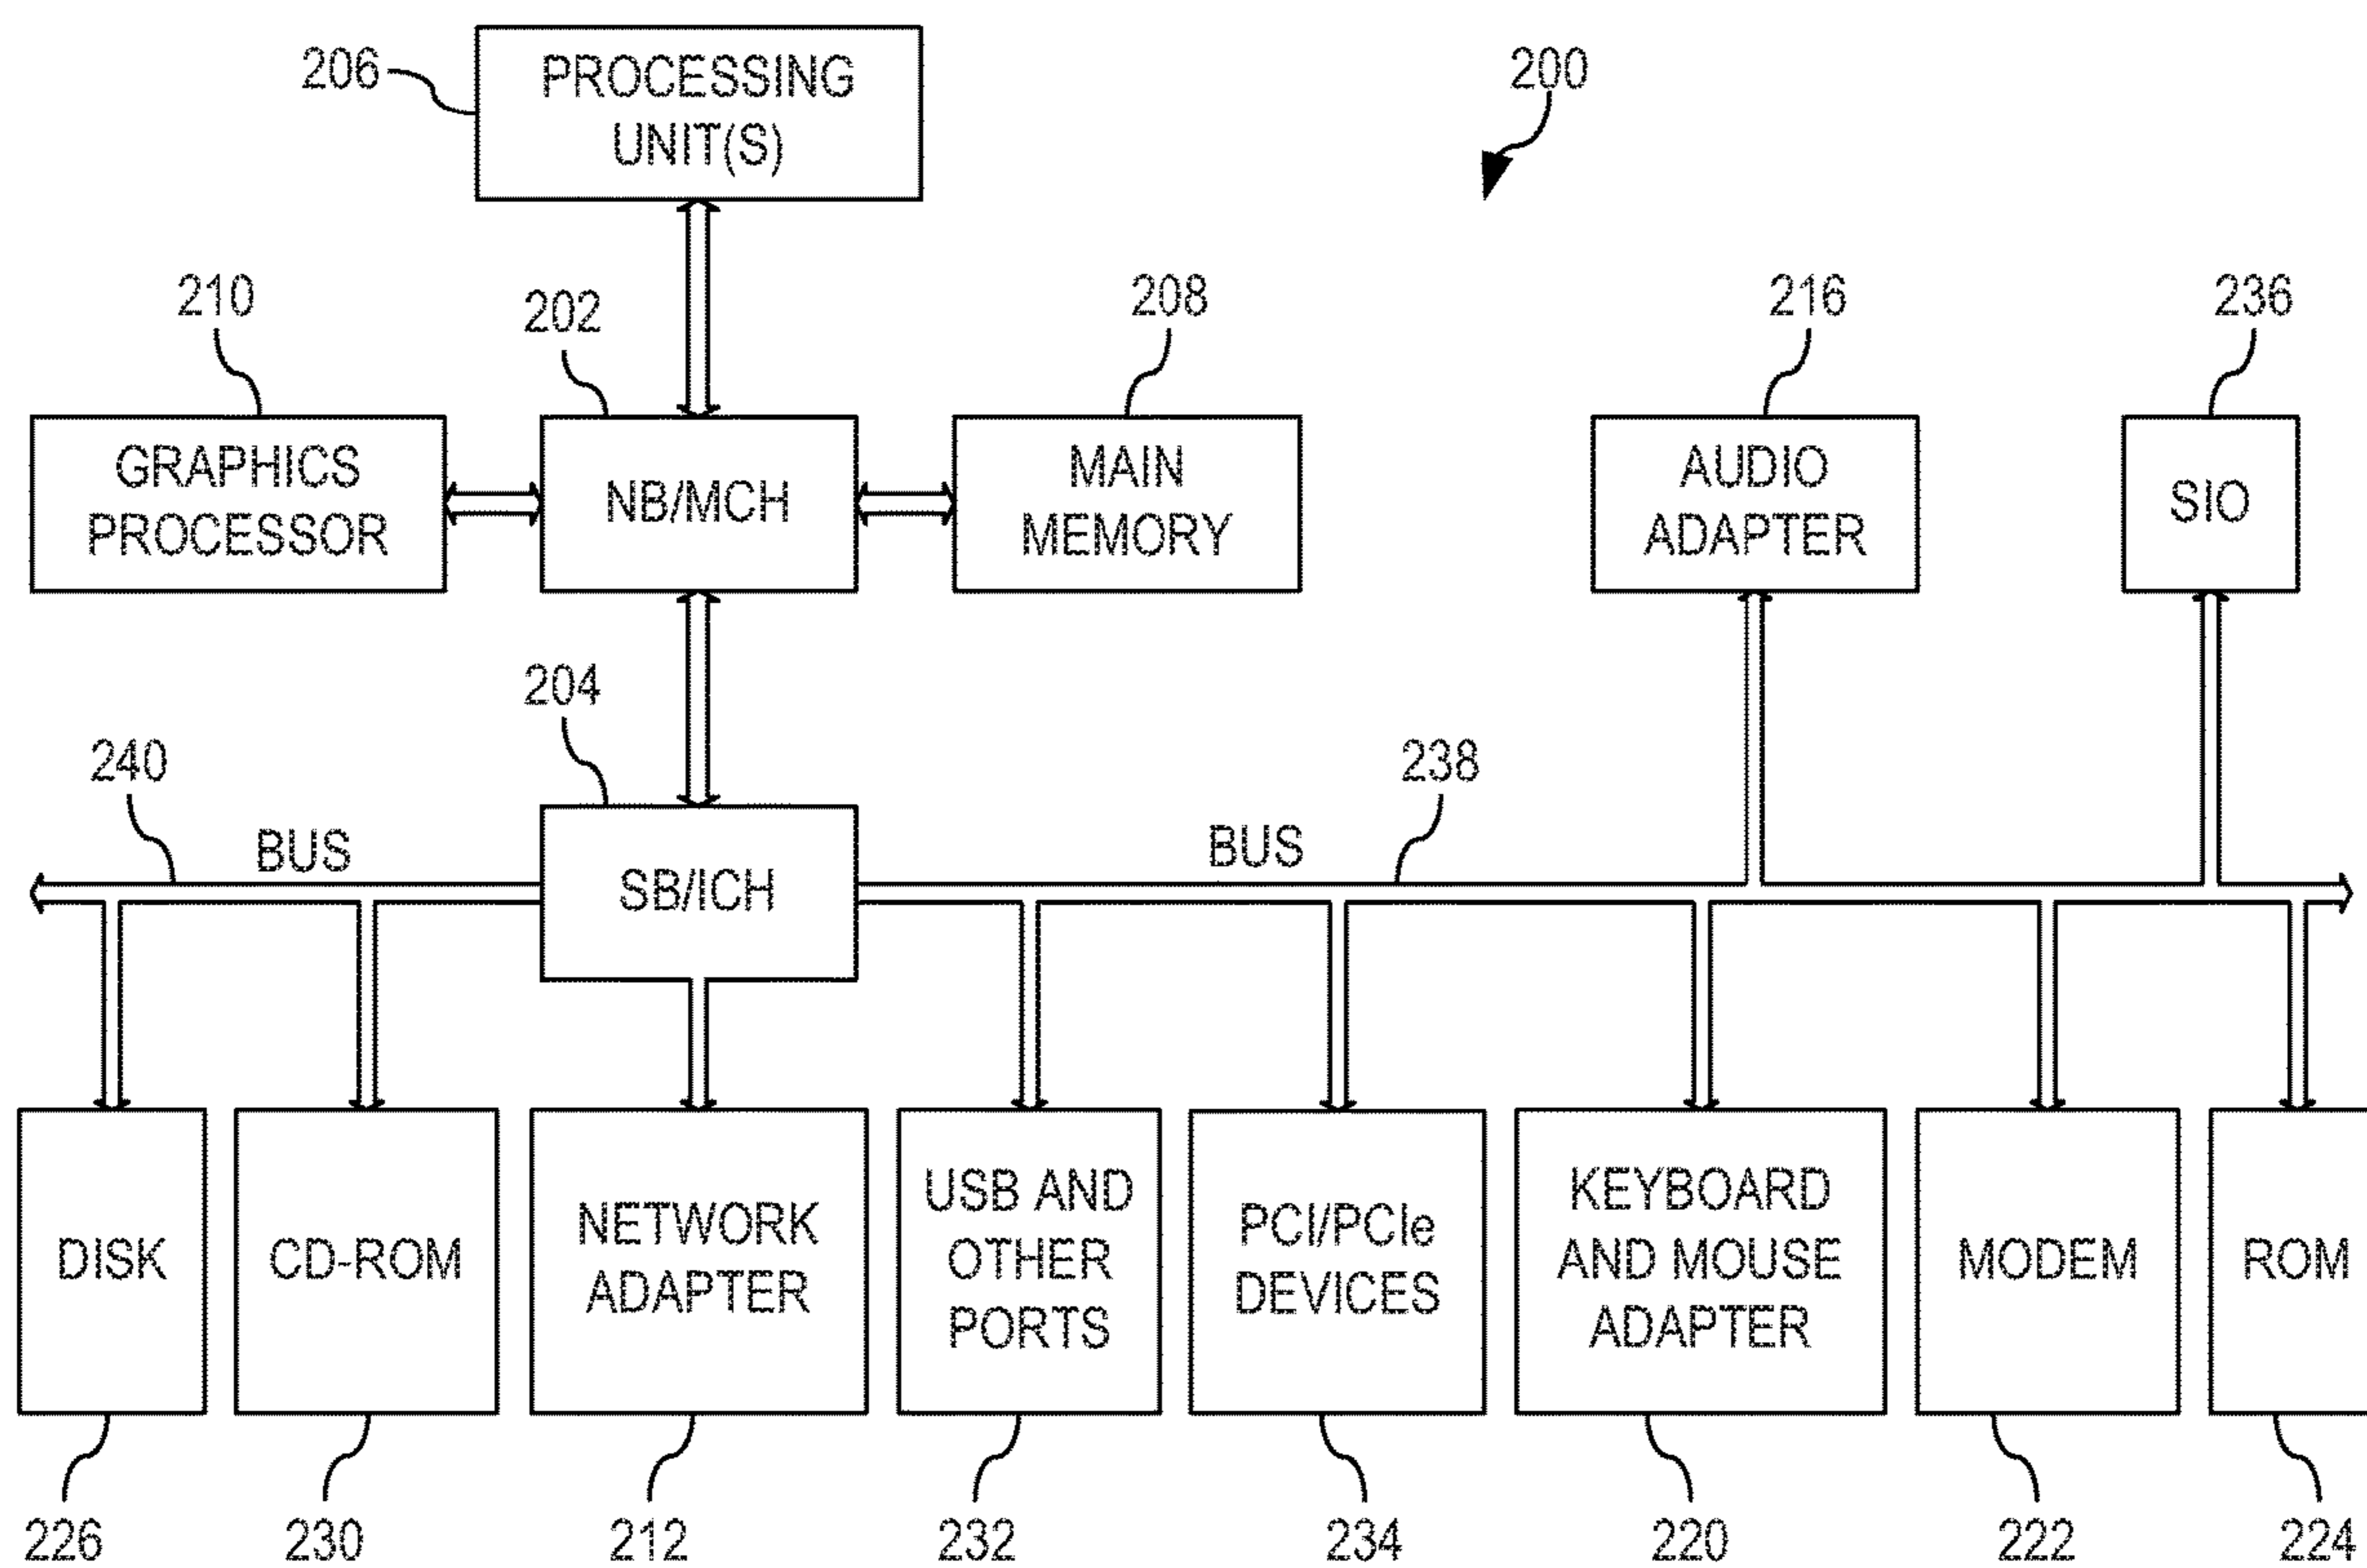 206
PROCESSING
UNIT(S)
200
210
202
208
216
236
GRAPHICS
PROCESSOR
NB/MCH
MAIN
MEMORY
AUDIO
ADAPTER
SIO
204
240
238
BUS
BUS
SB/ICH
DISK
CD-ROM
NETWORK
ADAPTER
USB AND
OTHER
PORTS
PCI/PCIe
DEVICES
KEYBOARD
AND MOUSE
ADAPTER
MODEM
ROM
226
230
212
232
234
220
222
224